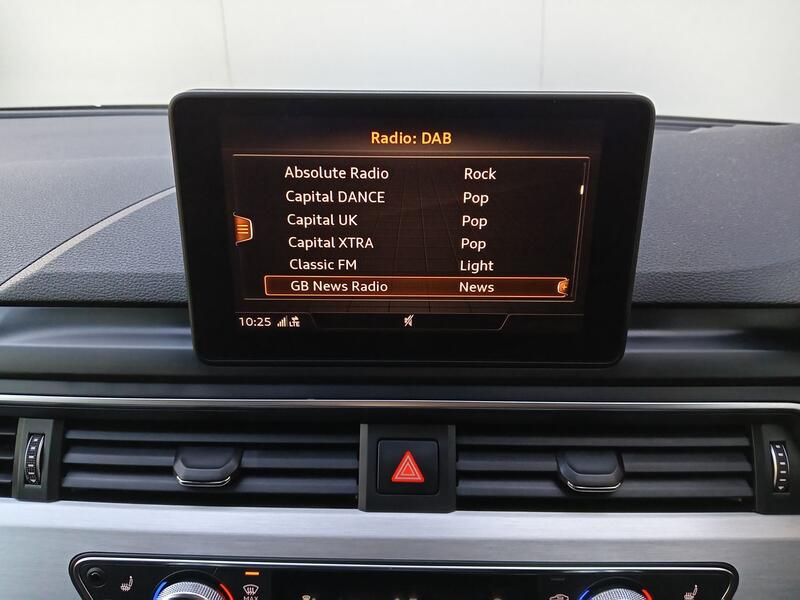 Radio: DAB
Absolute Radio Rock
Capital DANCE Pop
Capital UK Pop
Capital XTRA Pop
Classic FM Light
GB News Radio News
10:25 LTE
MAX